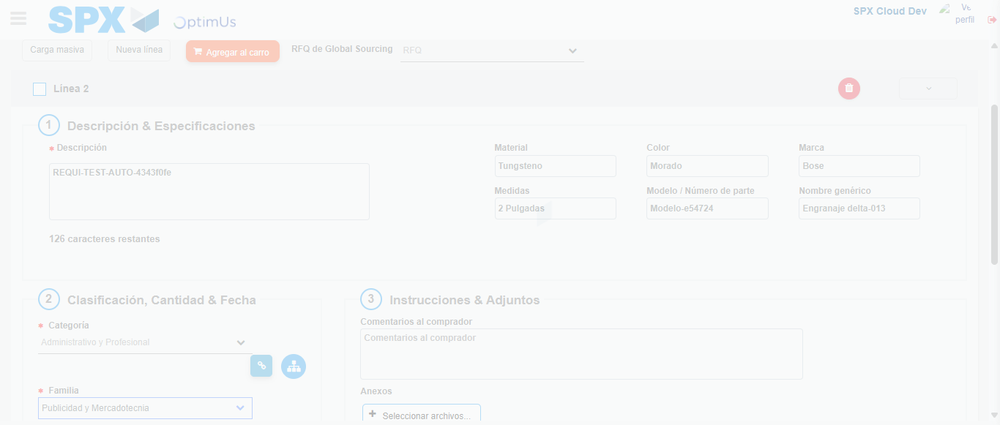 SPX
OptimUs
SPX Cloud Dev
Ve
perfil
Carga masiva
Nueva línea
Agregar al carro
RFQ de Global Sourcing
RFQ
Línea 2
1 Descripción & Especificaciones
* Descripción
REQUI-TEST-AUTO-4343f0fe
126 caracteres restantes
Material
Color
Marca
Tungsteno
Morado
Bose
Medidas
Modelo / Número de parte
Nombre genérico
2 Pulgadas
Modelo-e54724
Engranaje delta-013
2 Clasificación, Cantidad & Fecha
* Categoría
Administrativo y Profesional
* Familia
Publicidad y Mercadotecnia
3 Instrucciones & Adjuntos
Comentarios al comprador
Comentarios al comprador
Anexos
+ Seleccionar archivos...